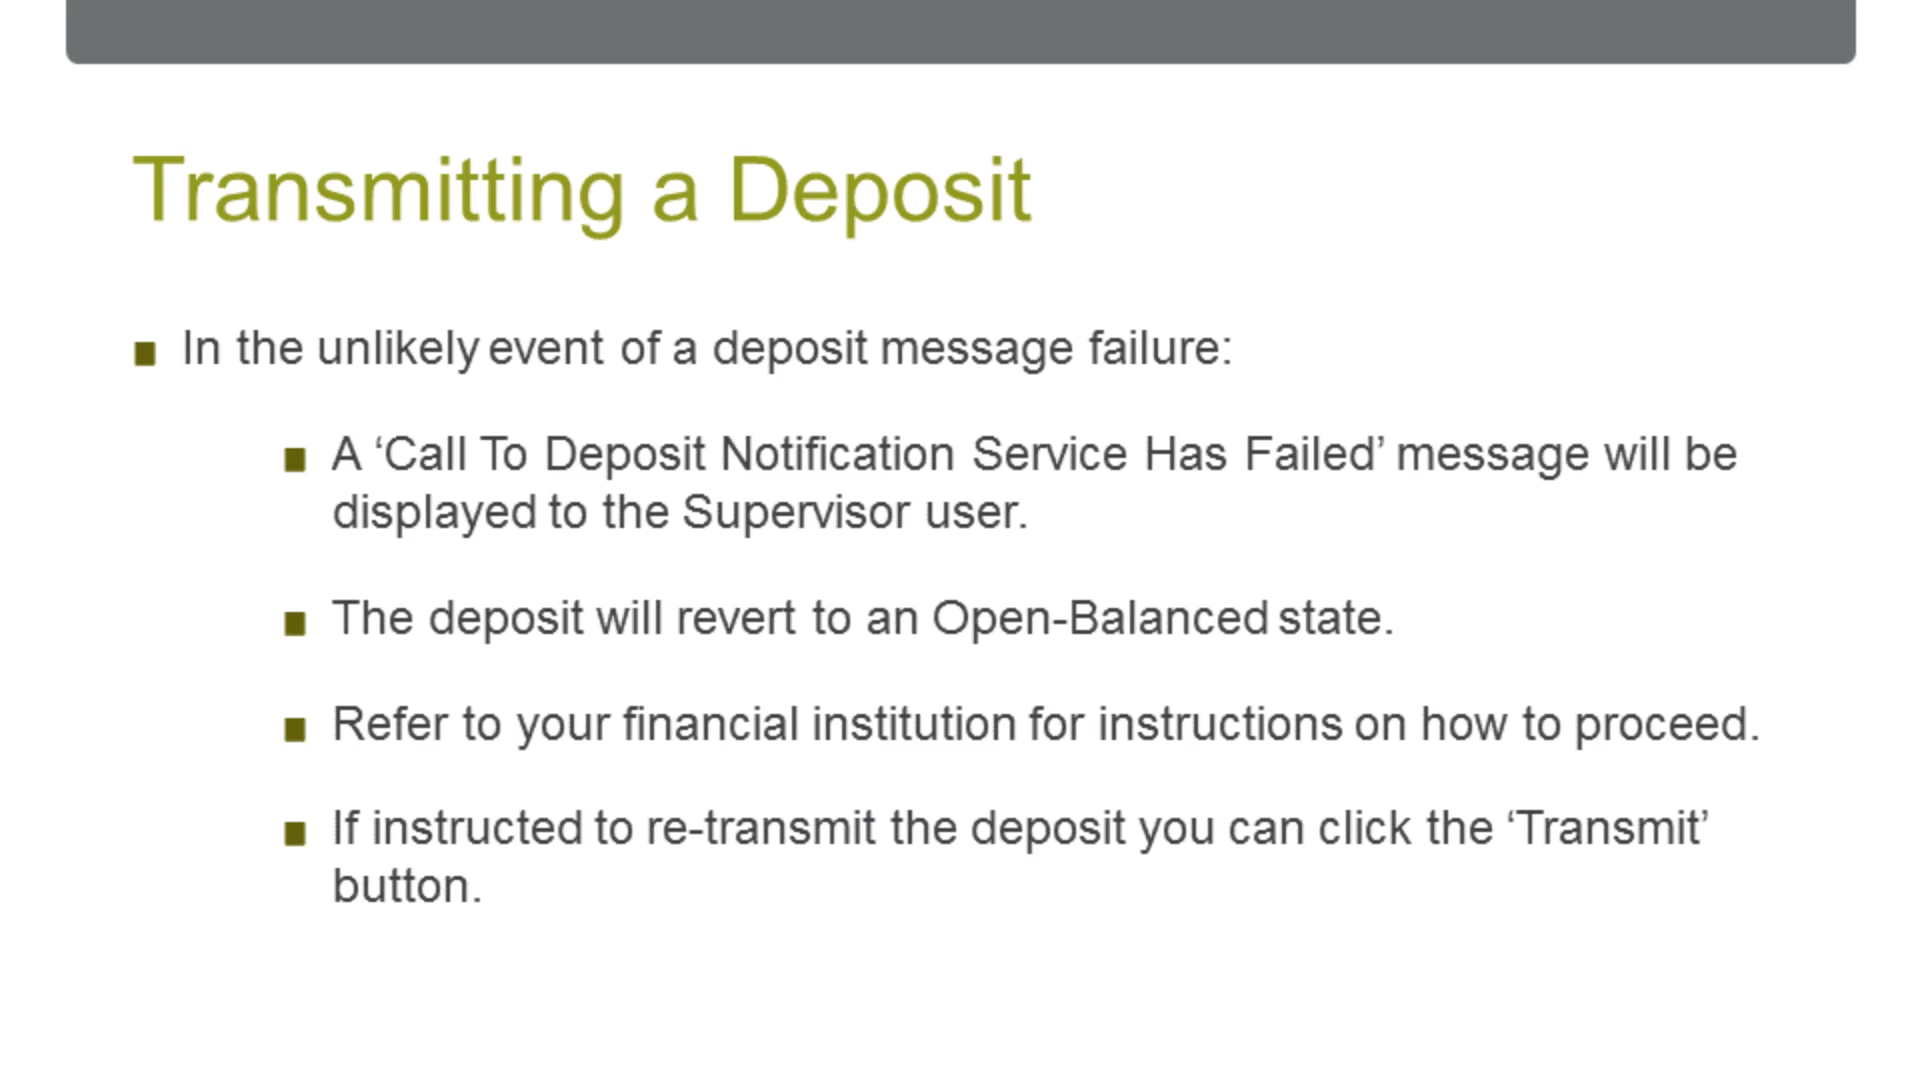 Transmitting a Deposit
In the unlikely event of a deposit message failure:
A ‘Call To Deposit Notification Service Has Failed’ message will be
displayed to the Supervisor user.
The deposit will revert to an Open-Balanced state.
Refer to your financial institution for instructions on how to proceed.
If instructed to re-transmit the deposit you can click the ‘Transmit’
button.